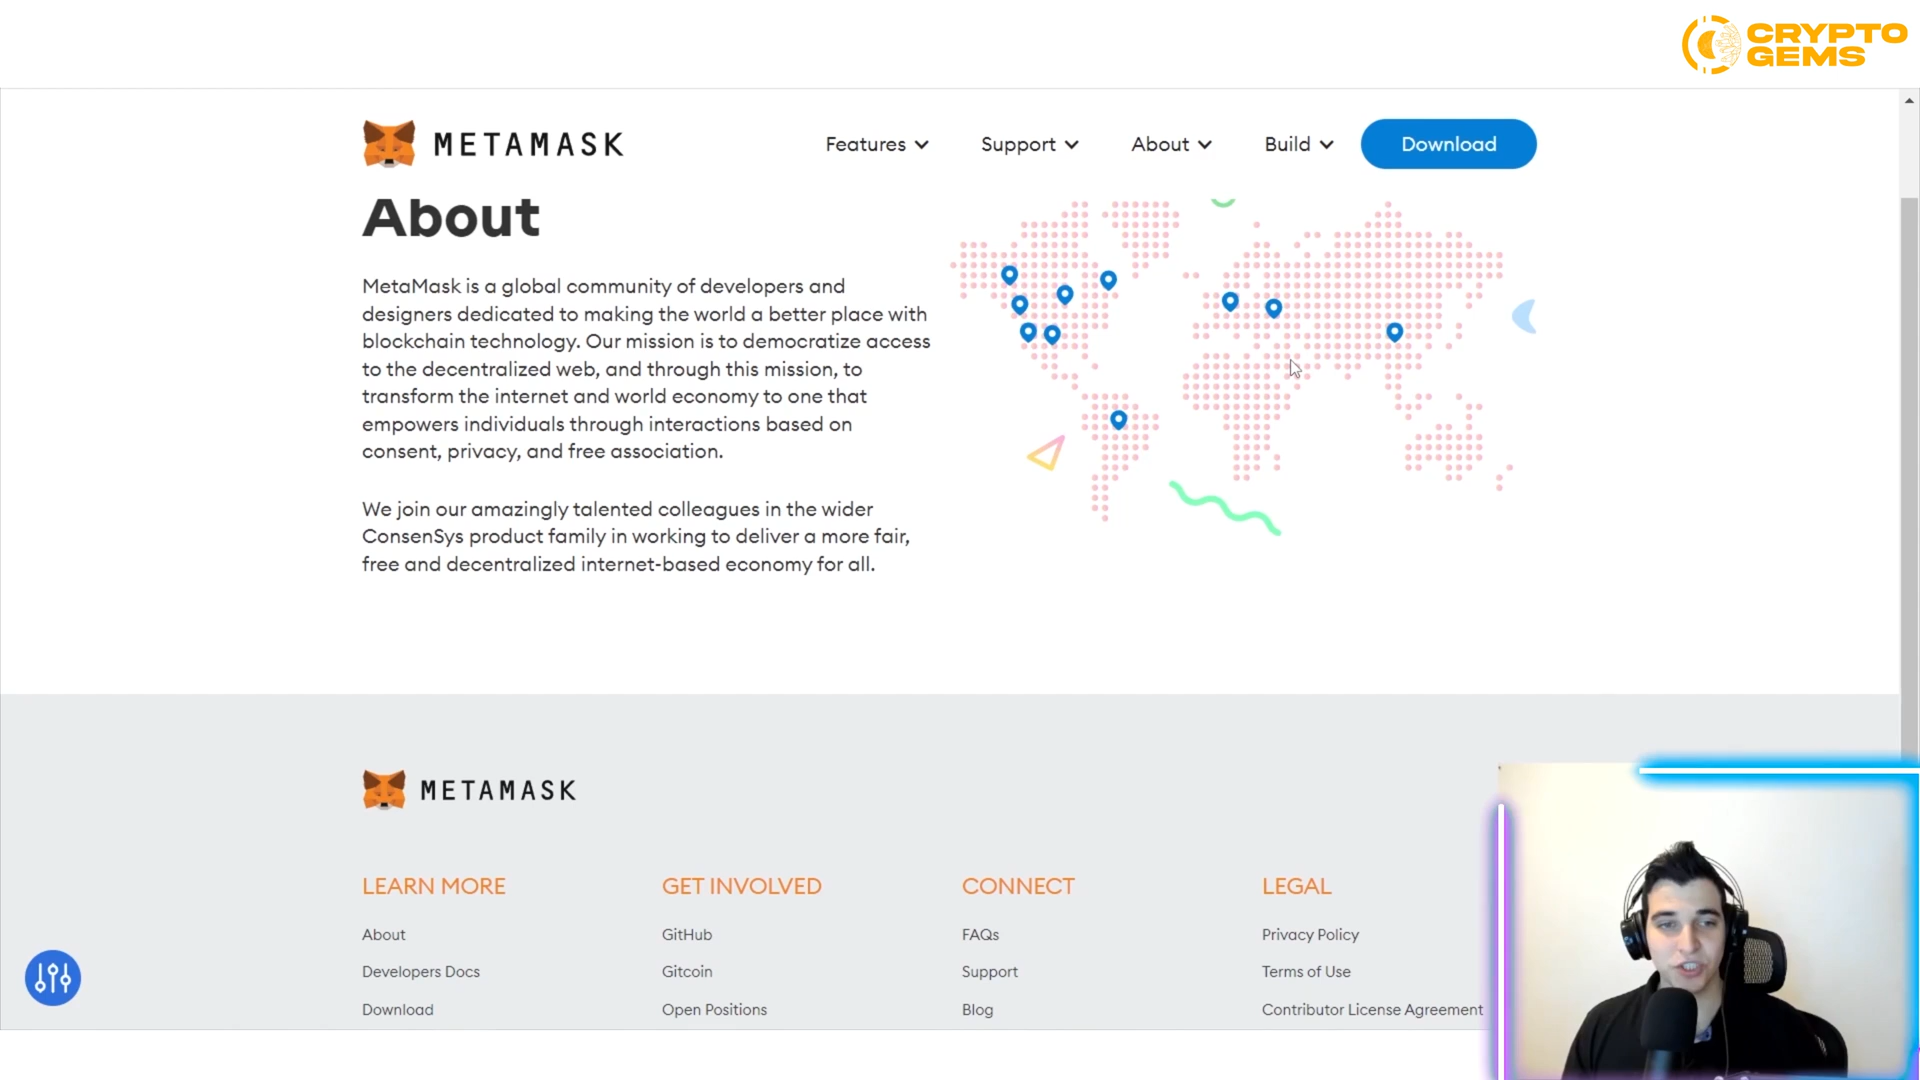 CRYPTO
GEMS
METAMASK
Features
Support
About
Build
Download
About
MetaMask is a global community of developers and
designers dedicated to making the world a better place with
blockchain technology. Our mission is to democratize access
to the decentralized web, and through this mission, to
transform the internet and world economy to one that
empowers individuals through interactions based on
consent, privacy, and free association.
We join our amazingly talented colleagues in the wider
ConsenSys product family in working to deliver a more fair,
free and decentralized internet-based economy for all.
METAMASK
LEARN MORE
About
Developers Docs
Download
GET INVOLVED
GitHub
Gitcoin
Open Positions
CONNECT
FAQs
Support
Blog
LEGAL
Privacy Policy
Terms of Use
Contributor License Agreement